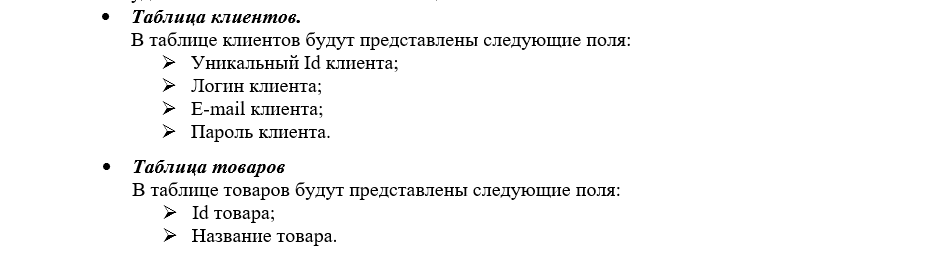 • Таблица клиентов.
В таблице клиентов будут представлены следующие поля:
➢ Уникальный Id клиента;
➢ Логин клиента;
➢ E-mail клиента;
➢ Пароль клиента.
• Таблица товаров
В таблице товаров будут представлены следующие поля:
➢ Id товара;
➢ Название товара.